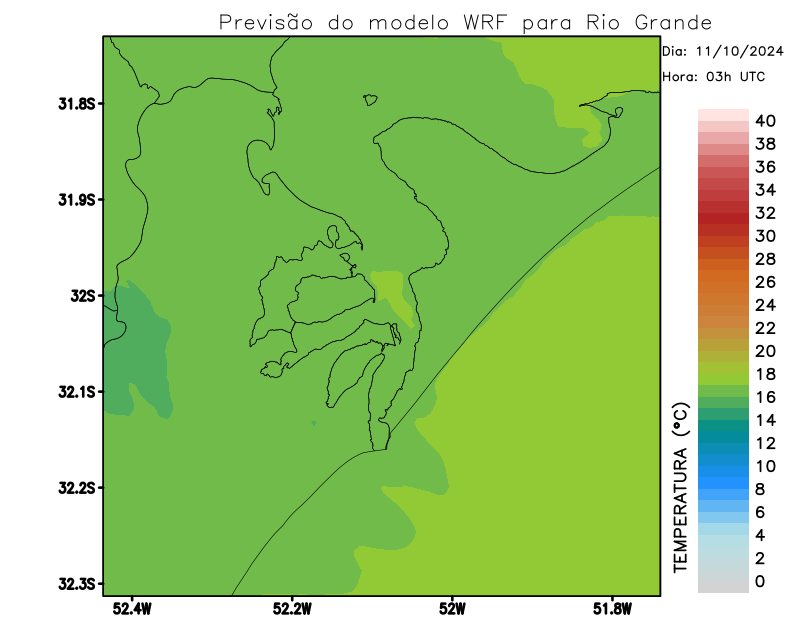 Previsão do modelo WRF para Rio Grande
Dia: 11/10/2024
Hora: 03h UTC
31.8S
31.9S
32S
32.1S
32.2S
32.3S
52.4W
52.2W
52W
51.8W
TEMPERATURA (°C)
40
38
36
34
32
30
28
26
24
22
20
18
16
14
12
10
8
6
4
2
0